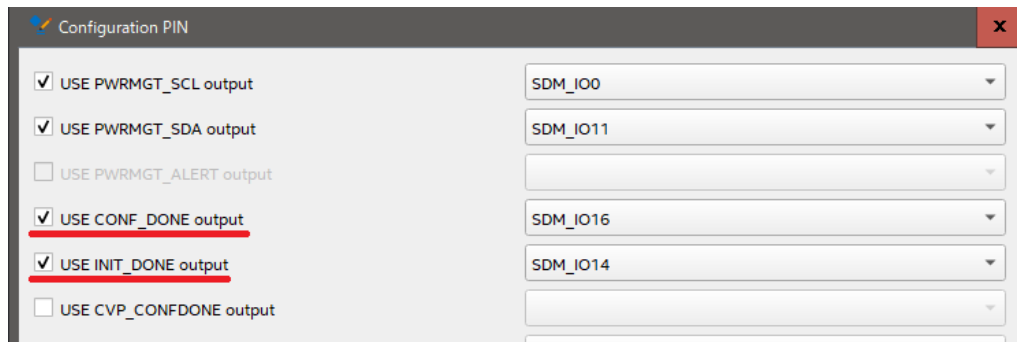 Configuration PIN
USE PWRMGT_SCL output SDM_IO0
USE PWRMGT_SDA output SDM_IO11
USE PWRMGT_ALERT output
USE CONF_DONE output SDM_IO16
USE INIT_DONE output SDM_IO14
USE CVP_CONFDONE output